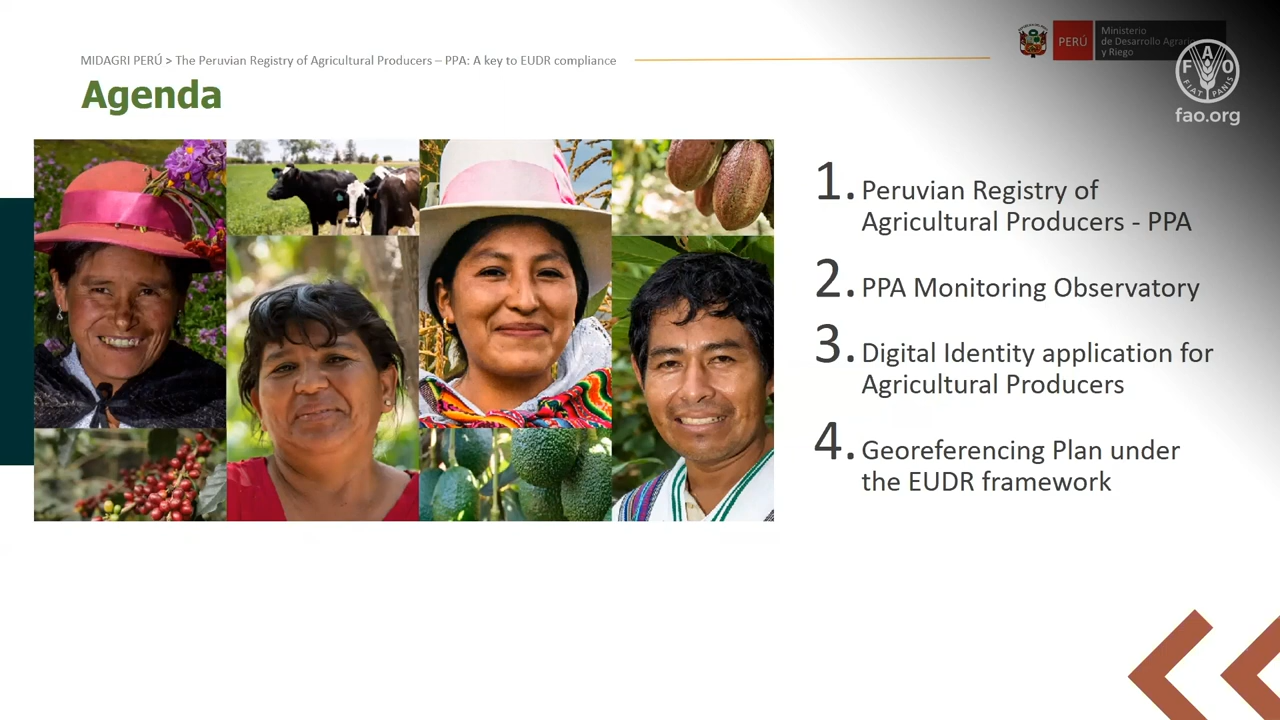 MIDAGRI PERÚ > The Peruvian Registry of Agricultural Producers – PPA: A key to EUDR compliance
Agenda
PERÚ
Ministerio
de Desarrollo Agrario
y Riego
F A O
FIAT PANIS
fao.org
1. Peruvian Registry of
Agricultural Producers - PPA
2. PPA Monitoring Observatory
3. Digital Identity application for
Agricultural Producers
4. Georeferencing Plan under
the EUDR framework